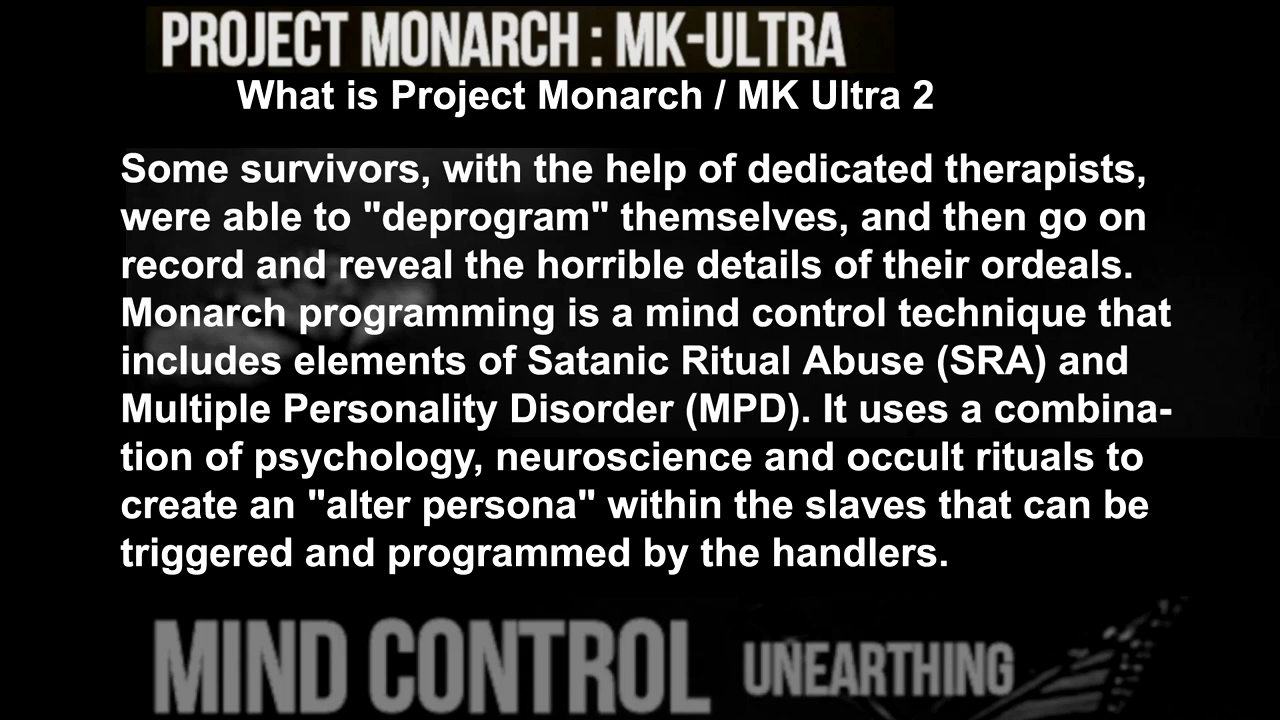 PROJECT MONARCH : MK-ULTRA
What is Project Monarch / MK Ultra 2
Some survivors, with the help of dedicated therapists,
were able to "deprogram" themselves, and then go on
record and reveal the horrible details of their ordeals.
Monarch programming is a mind control technique that
includes elements of Satanic Ritual Abuse (SRA) and
Multiple Personality Disorder (MPD). It uses a combina-
tion of psychology, neuroscience and occult rituals to
create an "alter persona" within the slaves that can be
triggered and programmed by the handlers.
MIND CONTROL UNEARTHING